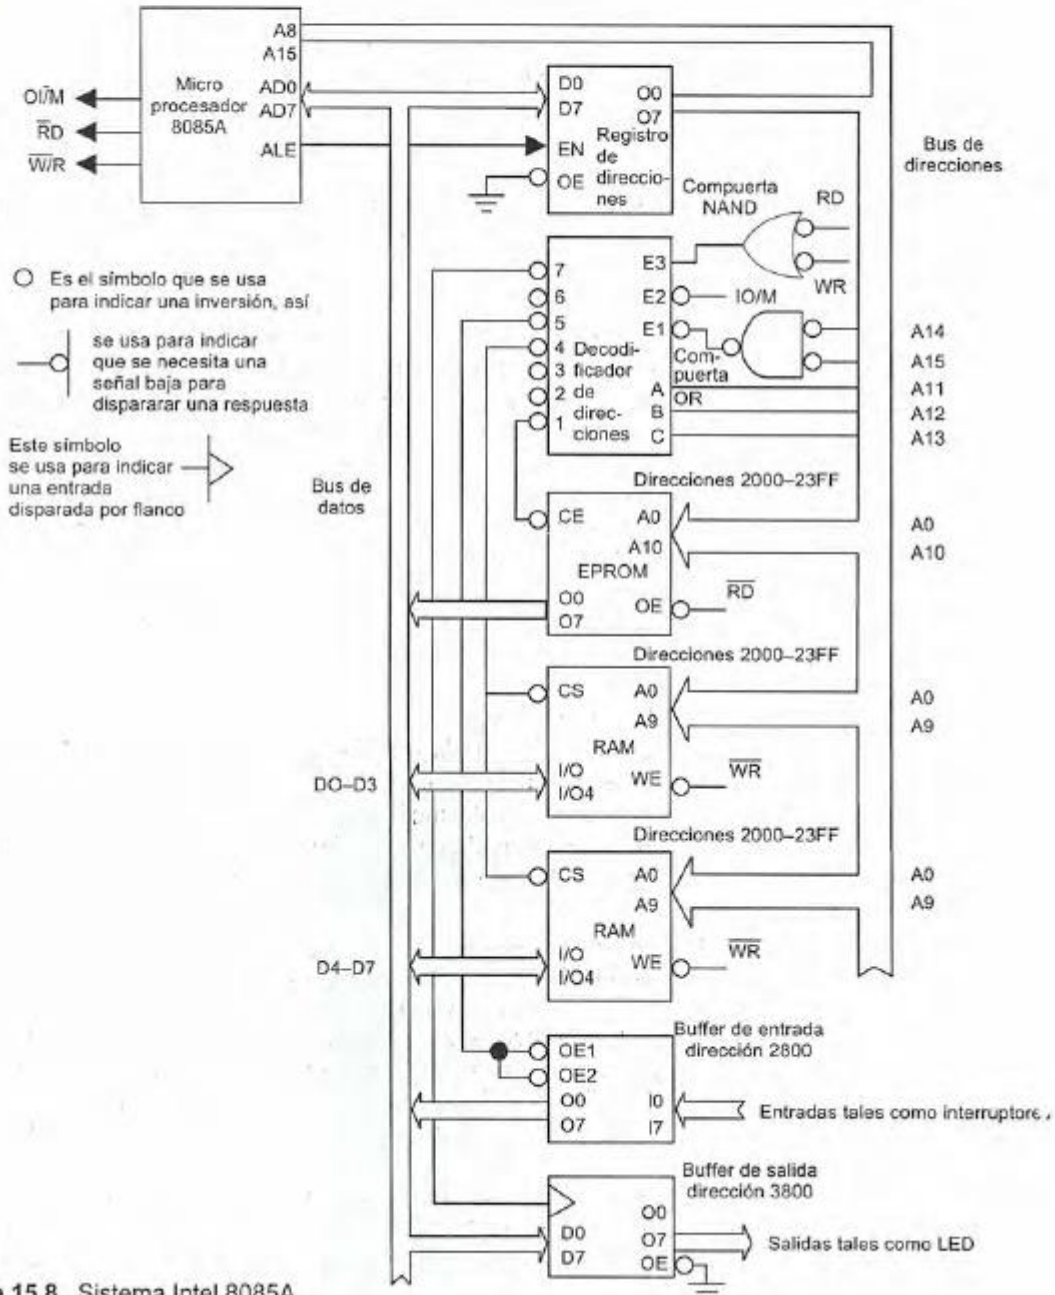 A8
A15
Micro
procesador
8085A
AD0
AD7
ALE
OI/M
RD
W/R
D0
D7
O0
O7
EN
Registro
de
direccio-
nes
OE
Bus de
direcciones
Compuerta
NAND
RD
WR
Es el símbolo que se usa
para indicar una inversión, así
se usa para indicar
que se necesita una
señal baja para
dispararar una respuesta
Este símbolo
se usa para indicar
una entrada
disparada por flanco
Bus de
datos
7
6
5
4
3
2
1
Decodi-
ficador
de
direc-
ciones
E3
E2
E1
IO/M
Com-
puerta
OR
A
B
C
A14
A15
A11
A12
A13
Direcciones 2000–23FF
CE
A0
A10
EPROM
O0
O7
OE
RD
A0
A10
Direcciones 2000–23FF
CS
A0
A9
RAM
I/O
I/O4
WE
WR
A0
A9
DO–D3
Direcciones 2000–23FF
CS
A0
A9
RAM
I/O
I/O4
WE
WR
A0
A9
D4–D7
Buffer de entrada
dirección 2800
OE1
OE2
O0
O7
I0
I7
Entradas tales como
Buffer de salida
dirección 3800
D0
D7
O0
O7
OE
Salidas tales como LED
15.8 Sistema Intel 8085A